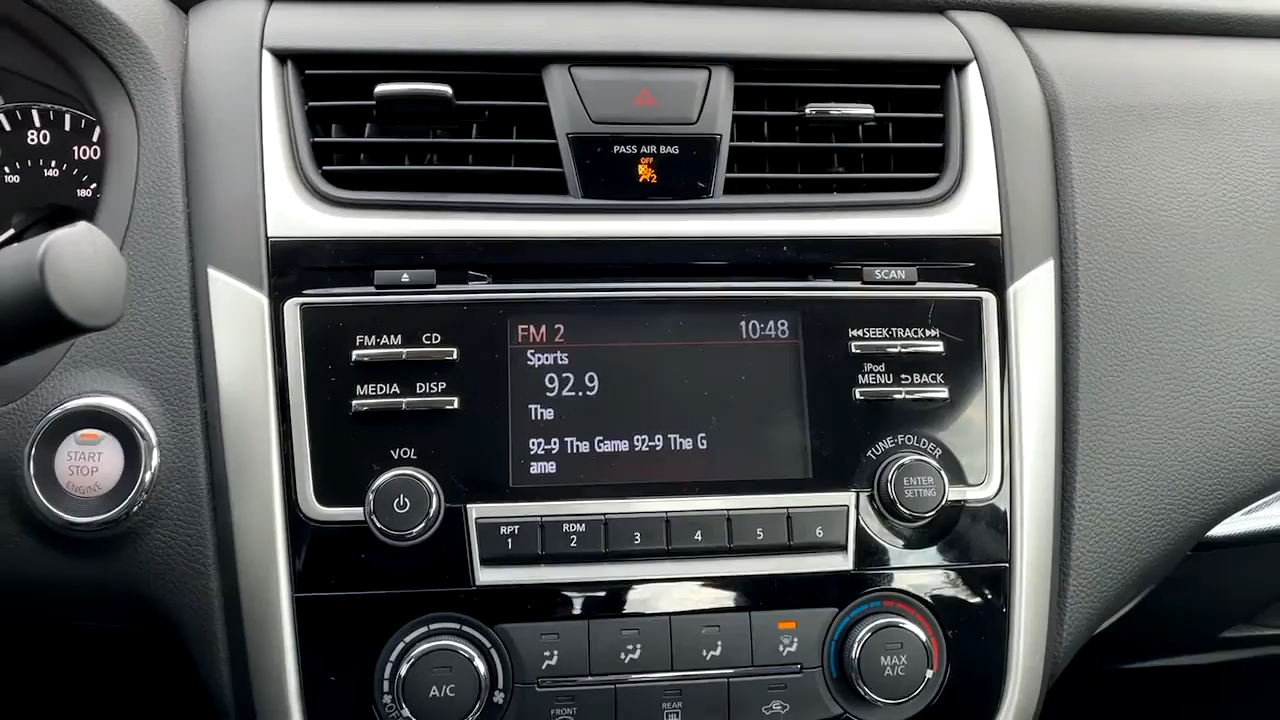 80
100
100
140
180
PASS AIR BAG
OFF
2
SCAN
FM·AM CD
MEDIA DISP
VOL
FM 2 10:48
Sports
92.9
The
92-9 The Game 92-9 The G
ame
SEEK·TRACK
iPod
MENU BACK
TUNE·FOLDER
ENTER
SETTING
START
STOP
ENGINE
RPT
1
RDM
2
3
4
5
6
A/C
OFF
MAX
A/C
FRONT
REAR